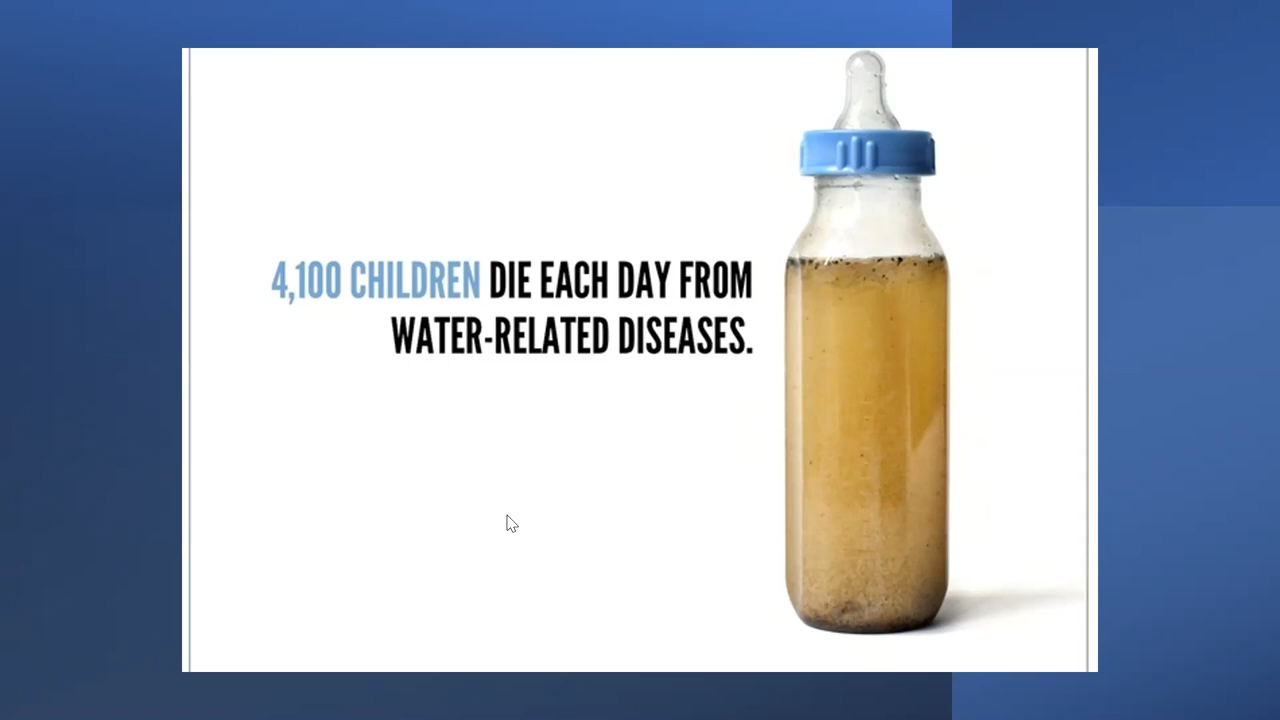 4,100 CHILDREN DIE EACH DAY FROM
WATER-RELATED DISEASES.